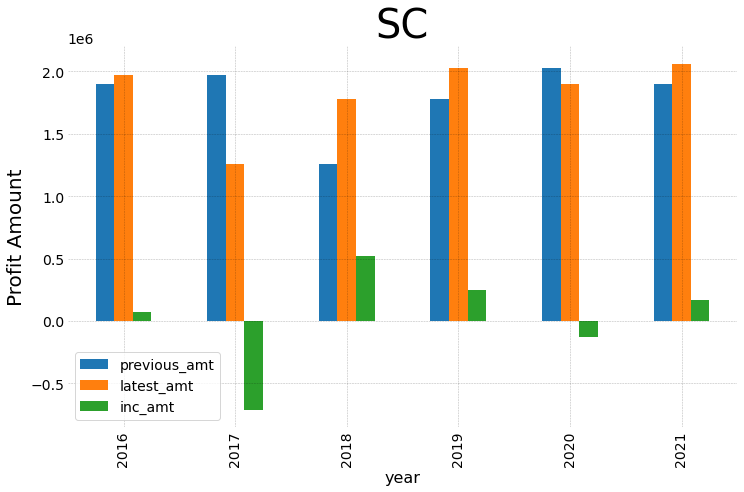 SC
1e6
2.0
1.5
1.0
0.5
0.0
−0.5
Profit Amount
previous_amt
latest_amt
inc_amt
2016
2017
2018
2019
2020
2021
year